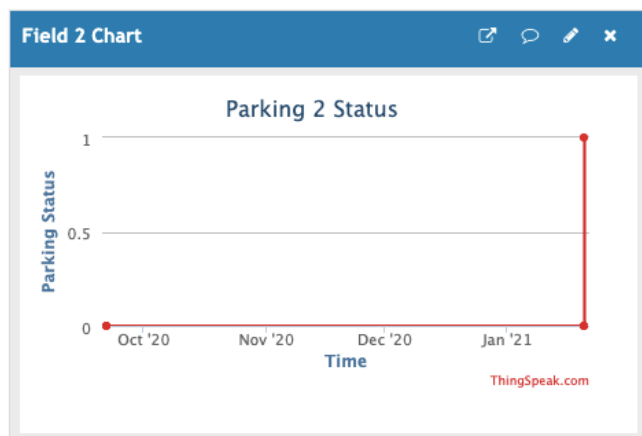 Field 2 Chart
Parking 2 Status
Parking Status
1
0.5
0
Oct '20 Nov '20 Dec '20 Jan '21
Time
ThingSpeak.com